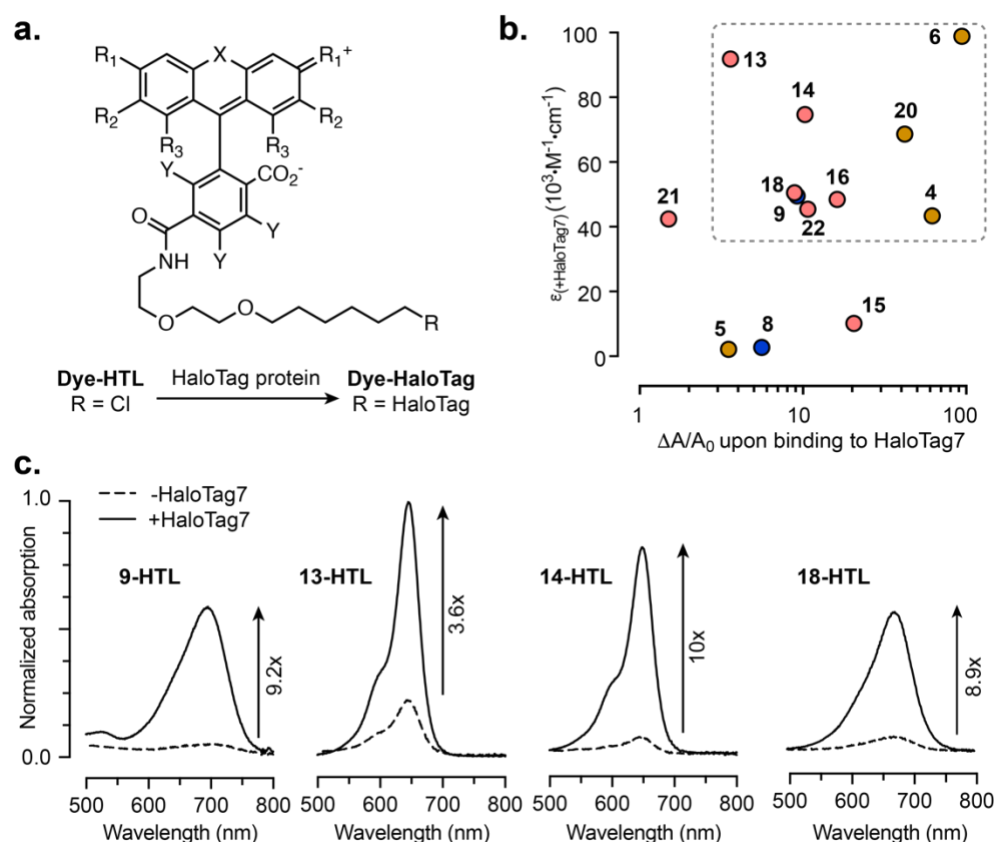 a.
X
R1 R1+
R2 R2
R3 R3
Y CO2-
O
Y
NH Y
O
O R
Dye-HTL HaloTag protein Dye-HaloTag
R = Cl R = HaloTag
b.
ε(+HaloTag7) (10³·M⁻¹·cm⁻¹)
100
80
60
40
20
0
6
13
14
20
18
16
4
21
9
22
15
5
8
1 10 100
ΔA/A0 upon binding to HaloTag7
c.
-HaloTag7
+HaloTag7
Normalized absorption
1.0
0.0
9-HTL 13-HTL 14-HTL 18-HTL
9.2x 3.6x 10x 8.9x
500 600 700 800 500 600 700 800 500 600 700 800 500 600 700 800
Wavelength (nm) Wavelength (nm) Wavelength (nm) Wavelength (nm)